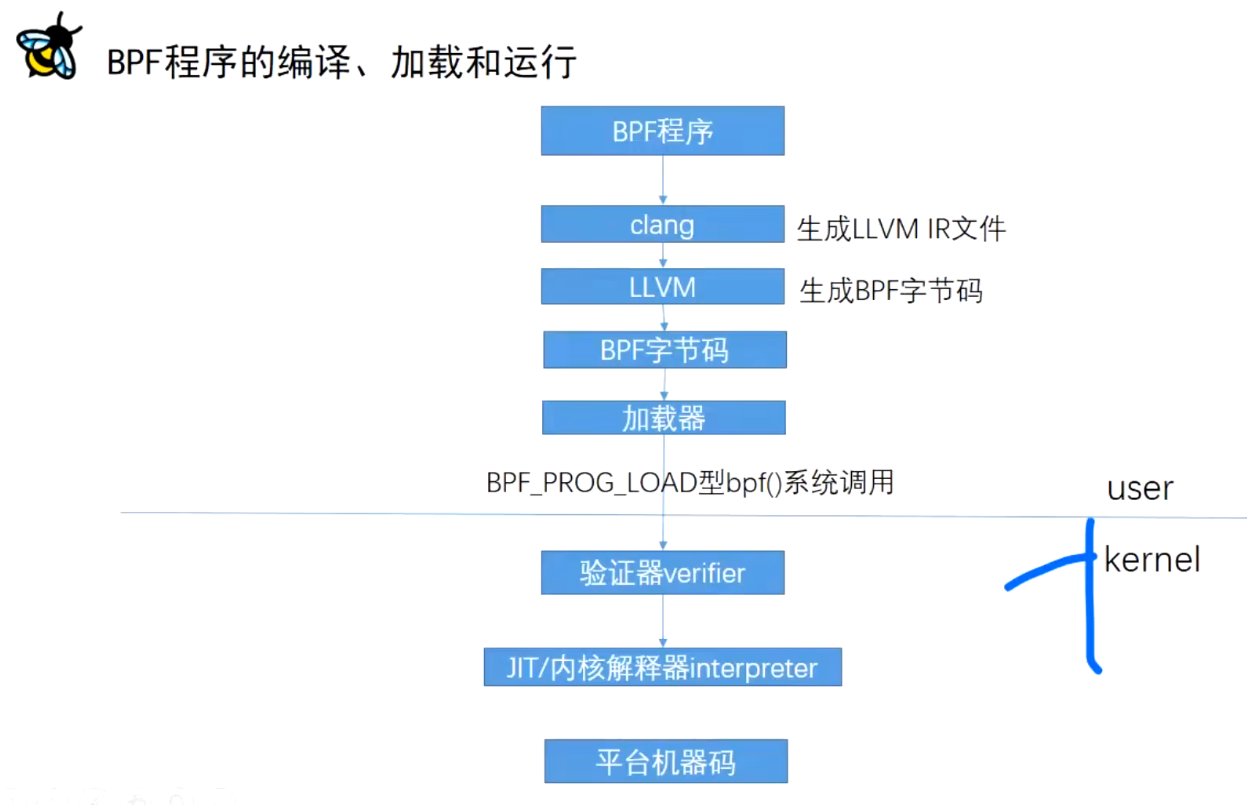 BPF程序的编译、加载和运行
BPF程序
clang
生成LLVM IR文件
LLVM
生成BPF字节码
BPF字节码
加载器
BPF_PROG_LOAD型bpf()系统调用
user
验证器verifier
kernel
JIT/内核解释器interpreter
平台机器码